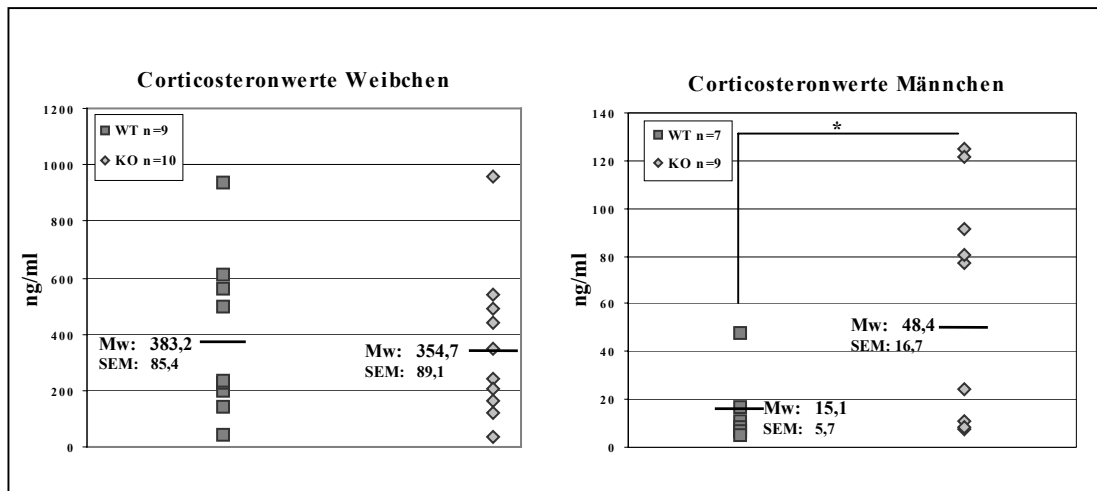 Corticosteronwerte Weibchen
ng/ml
1200
1000
800
600
400
200
0
WT n=9
KO n=10
Mw: 383,2
SEM: 85,4
Mw: 354,7
SEM: 89,1
Corticosteronwerte Männchen
ng/ml
140
120
100
80
60
40
20
0
WT n=7
KO n=9
*
Mw: 48,4
SEM: 16,7
Mw: 15,1
SEM: 5,7